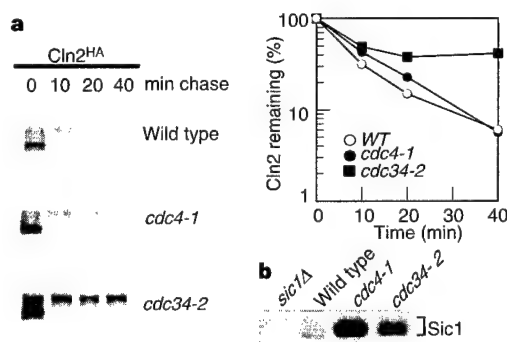 a
Cln2HA
0 10 20 40 min chase
Wild type
cdc4-1
cdc34-2
Cln2 remaining (%)
100
10
1
WT
cdc4-1
cdc34-2
0 10 20 30 40
Time (min)
b
sic1Δ
Wild type
cdc4-1
cdc34-2
Sic1